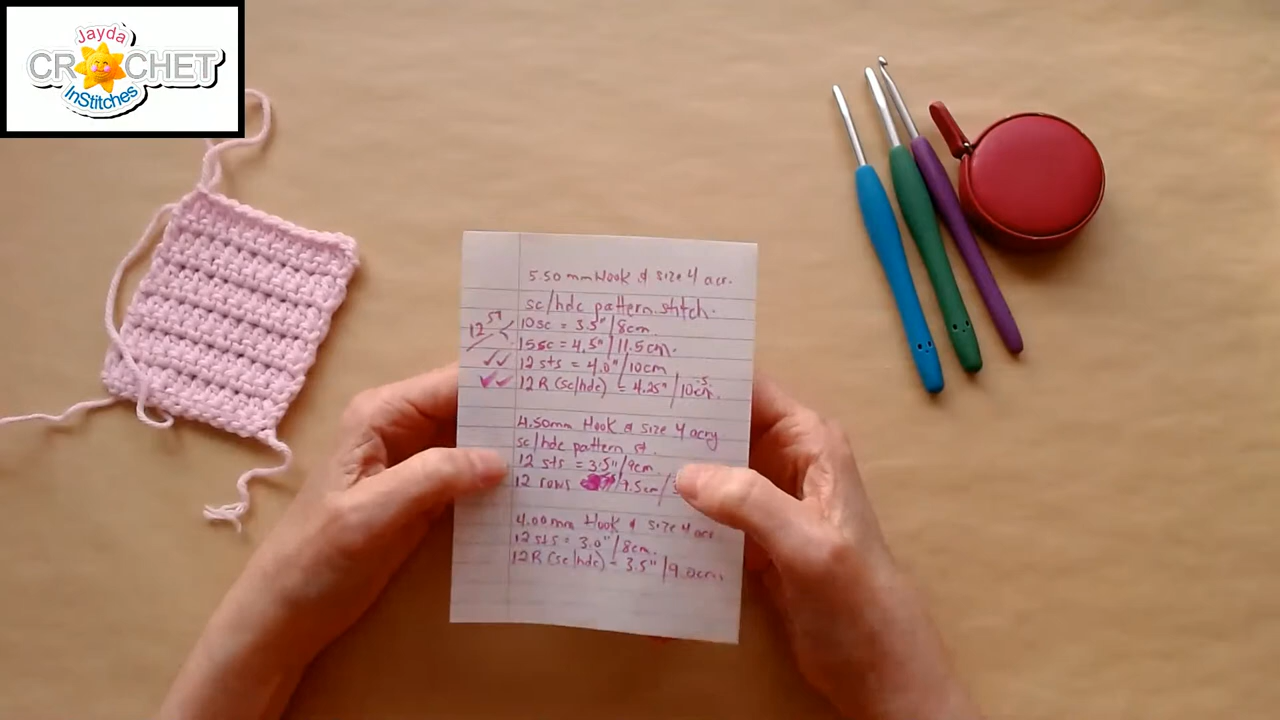 Jayda
CROCHET
InStitches
5.50 mm Hook & size 4 acr.
sc/hdc pattern stitch.
12 st
10sc = 3.5"/8cm.
15sc = 4.5"/11.5cm.
12 sts = 4.0"/10cm
12 R (sc/hdc) = 4.25"/10.5cm.
4.50mm Hook & size 4 acry
sc/hdc pattern st.
12 sts = 3.5"/9cm.
12 rows /9.5cm/
4.00mm Hook & size 4 acr
12 sts = 3.0"/8cm.
12R (sc/hdc) = 3.5"/9.0cm.